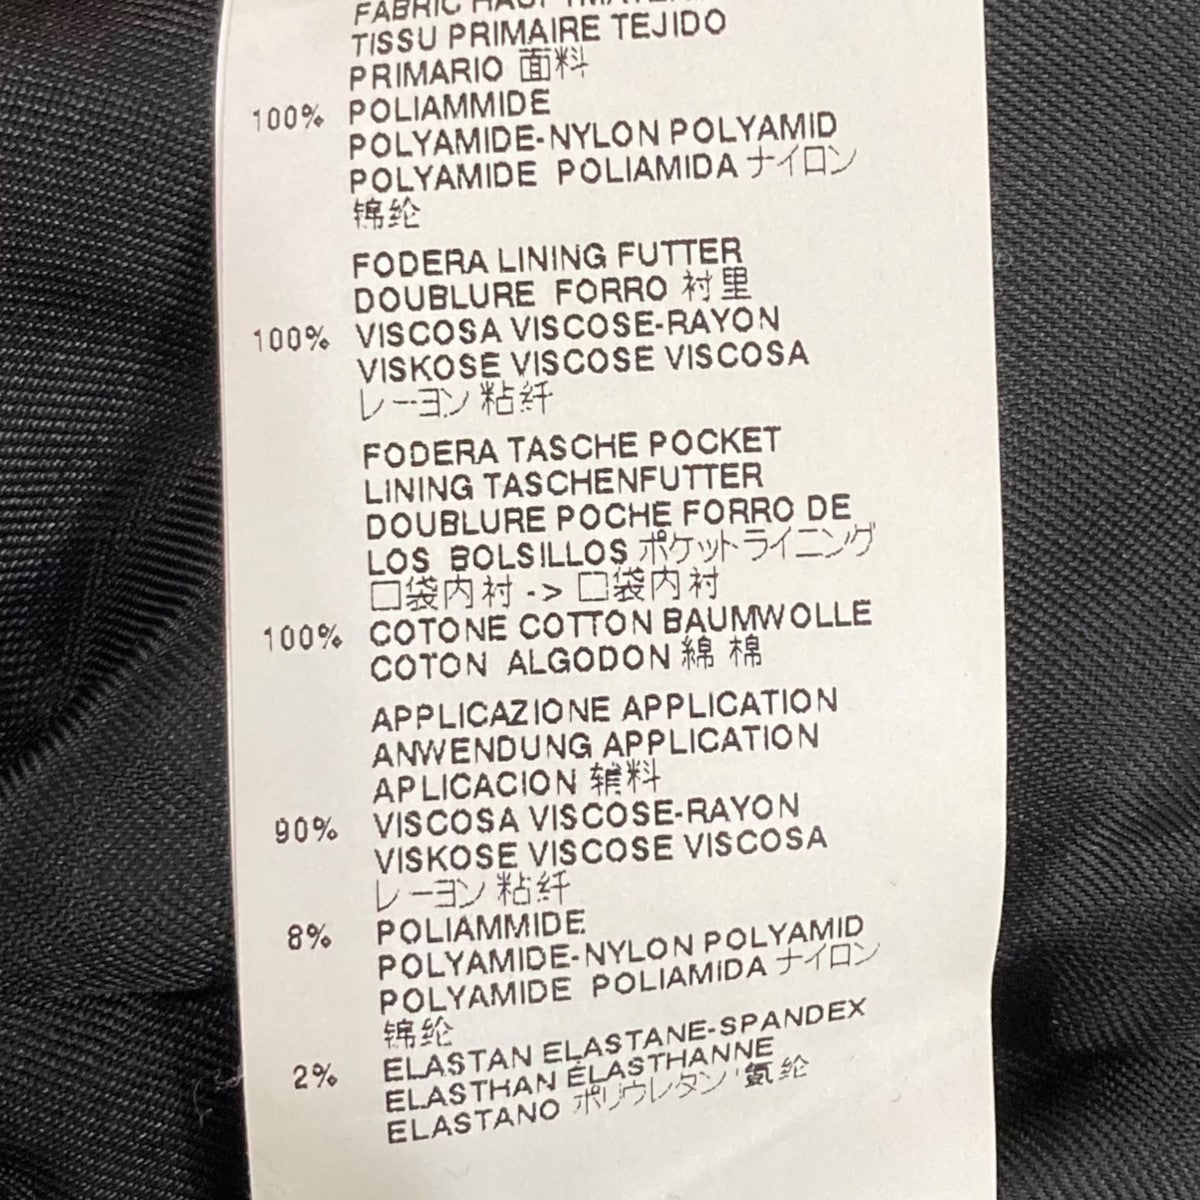 FABRIC
TISSU PRIMAIRE TEJIDO
PRIMARIO 面料
100% POLIAMMIDE
POLYAMIDE-NYLON POLYAMID
POLYAMIDE POLIAMIDA ナイロン
锦纶
FODERA LINING FUTTER
DOUBLURE FORRO 衬里
100% VISCOSA VISCOSE-RAYON
VISKOSE VISCOSE VISCOSA
レーヨン 粘纤
FODERA TASCHE POCKET
LINING TASCHENFUTTER
DOUBLURE POCHE FORRO DE
LOS BOLSILLOS ポケットライニング
口袋内衬 -> 口袋内衬
100% COTONE COTTON BAUMWOLLE
COTON ALGODON 綿 棉
APPLICAZIONE APPLICATION
ANWENDUNG APPLICATION
APLICACION 辅料
90% VISCOSA VISCOSE-RAYON
VISKOSE VISCOSE VISCOSA
レーヨン 粘纤
8% POLIAMMIDE
POLYAMIDE-NYLON POLYAMID
POLYAMIDE POLIAMIDA ナイロン
锦纶
2% ELASTAN ELASTANE-SPANDEX
ELASTHAN ÉLASTHANNE
ELASTANO ポリウレタン 氨纶